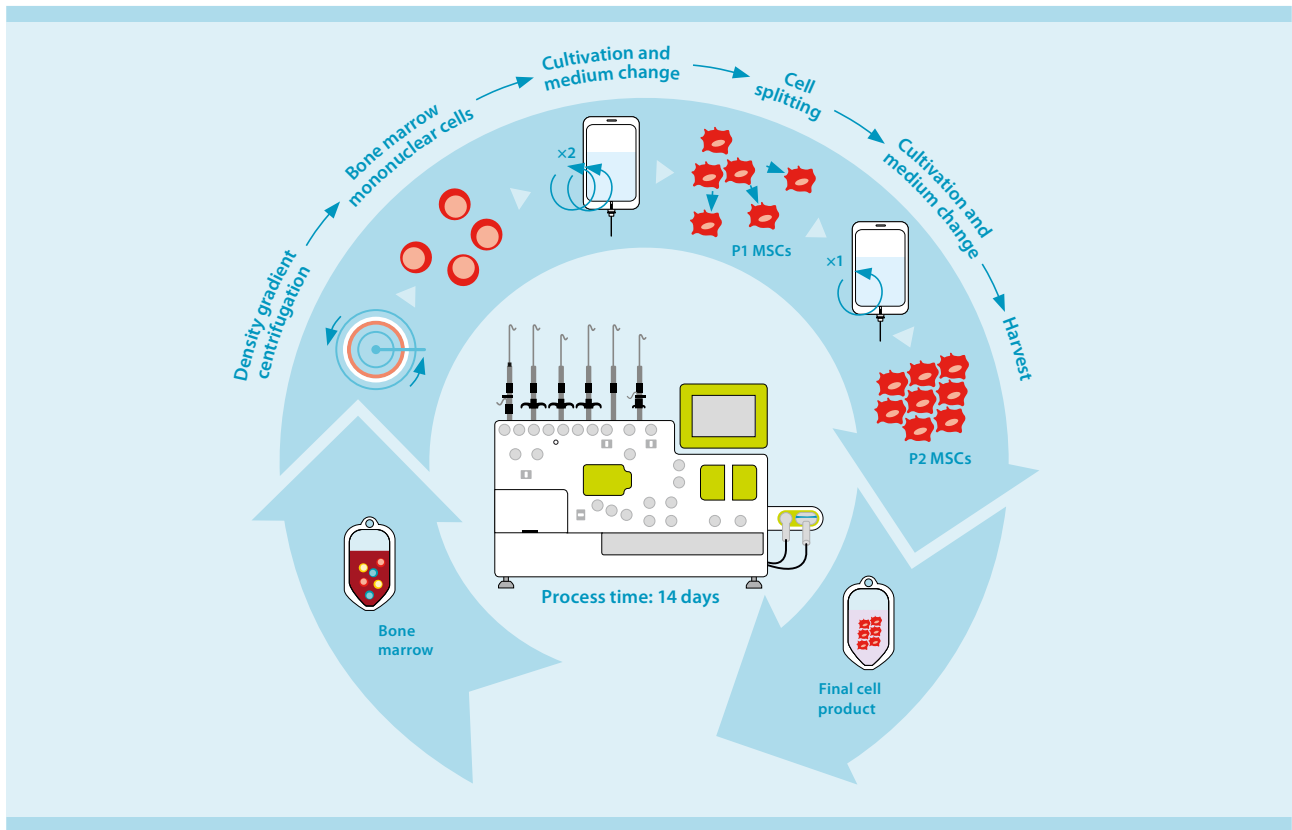 Density gradient
centrifugation
Bone marrow
mononuclear cells
Cultivation and
medium change
Cell
splitting
Cultivation and
medium change
Harvest
×2
P1 MSCs
×1
P2 MSCs
Process time: 14 days
Bone
marrow
Final cell
product